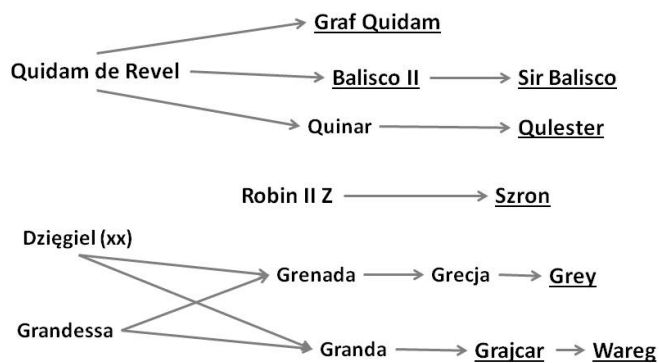 Graf Quidam
Quidam de Revel
Balisco II
Sir Balisco
Quinar
Qulester
Robin II Z
Szron
Dzięgiel (xx)
Grenada
Grecja
Grey
Grandessa
Granda
Grajcar
Wareg